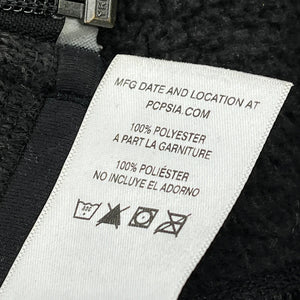 MFG DATE AND LOCATION AT
PCPSIA.COM
100% POLYESTER
A PART LA GARNITURE
100% POLIÉSTER
NO INCLUYE EL ADORNO